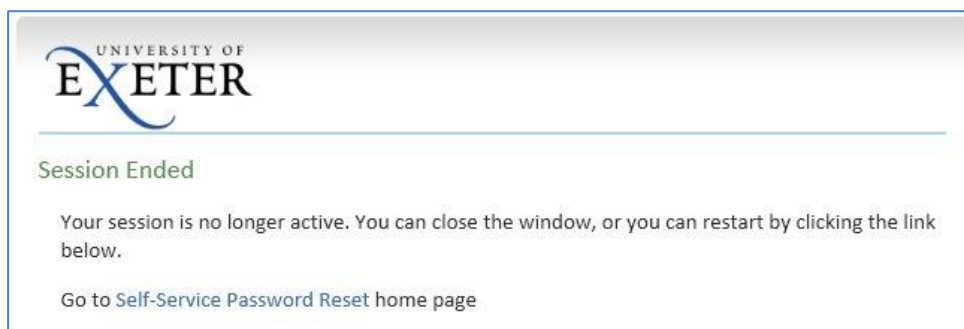 UNIVERSITY OF
EXETER
Session Ended
Your session is no longer active. You can close the window, or you can restart by clicking the link
below.
Go to Self-Service Password Reset home page